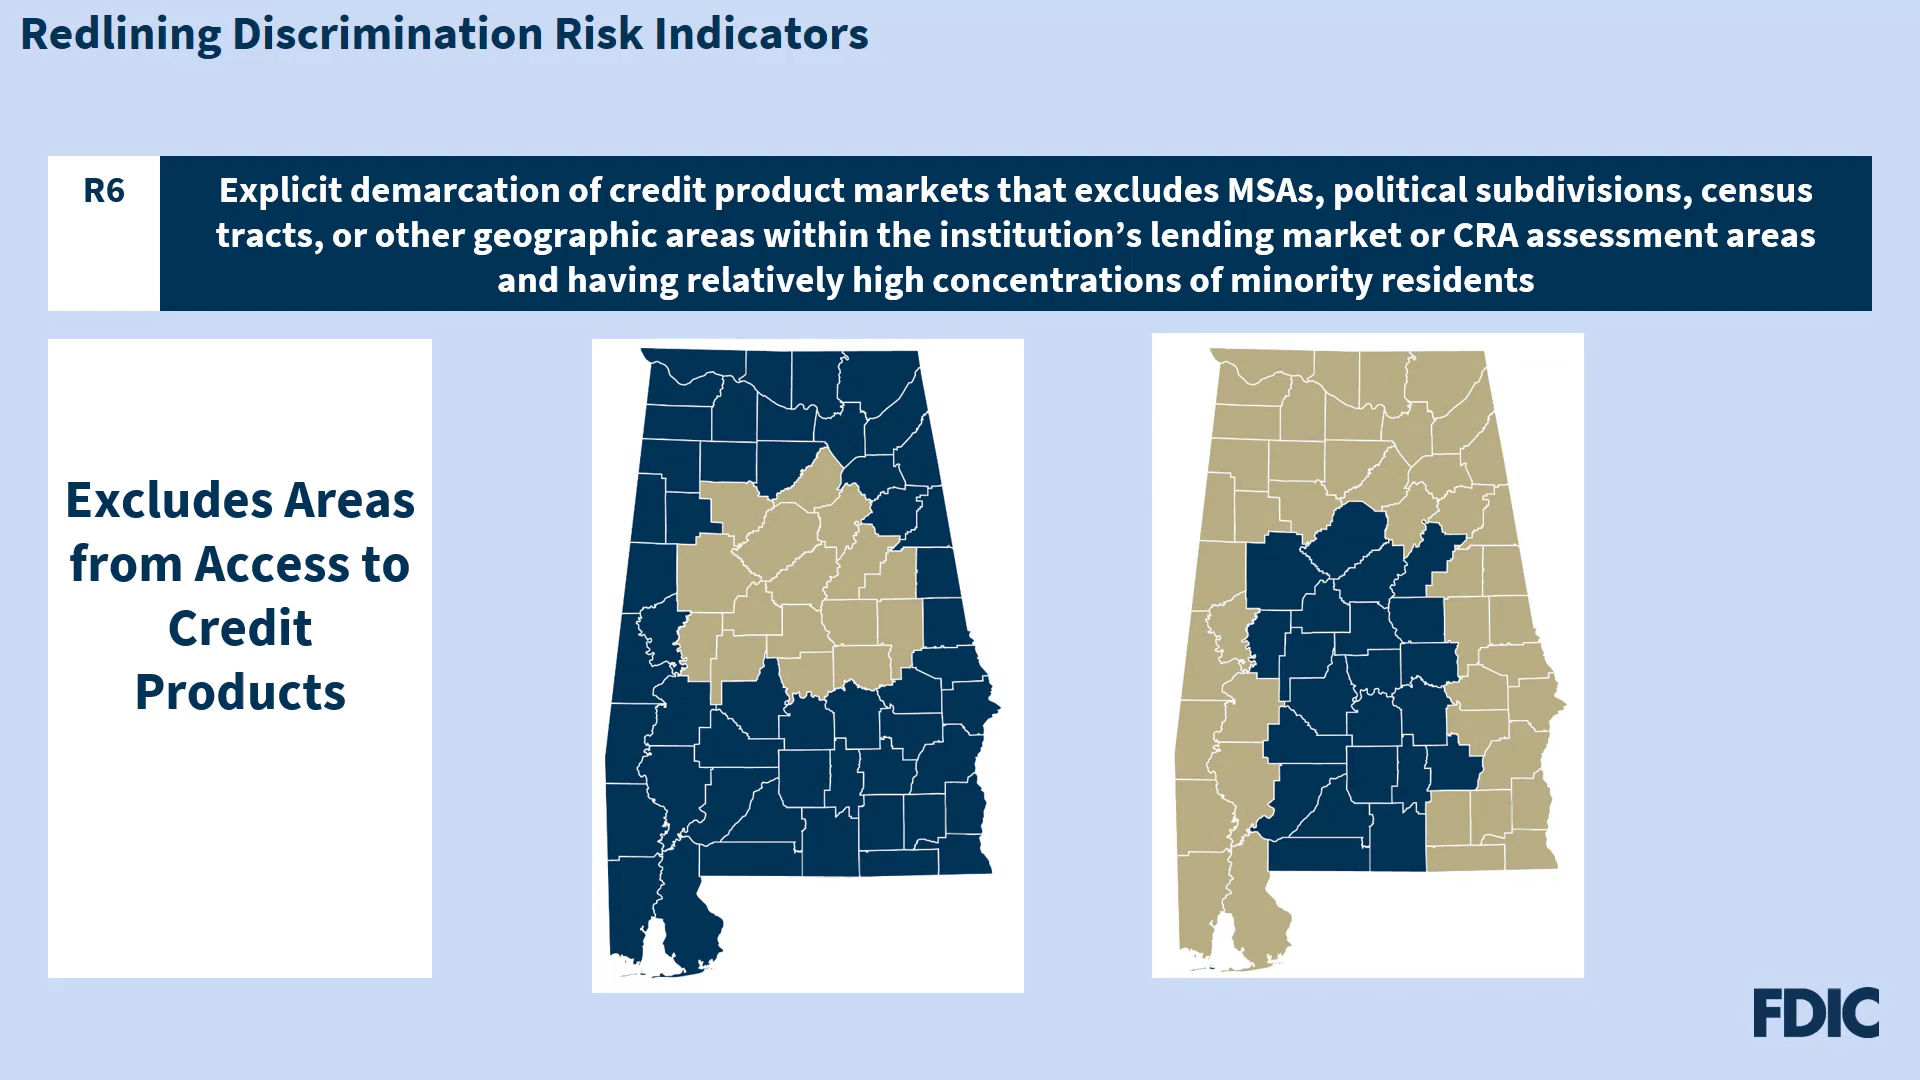 Redlining Discrimination Risk Indicators
R6
Explicit demarcation of credit product markets that excludes MSAs, political subdivisions, census
tracts, or other geographic areas within the institution’s lending market or CRA assessment areas
and having relatively high concentrations of minority residents
Excludes Areas
from Access to
Credit
Products
FDIC